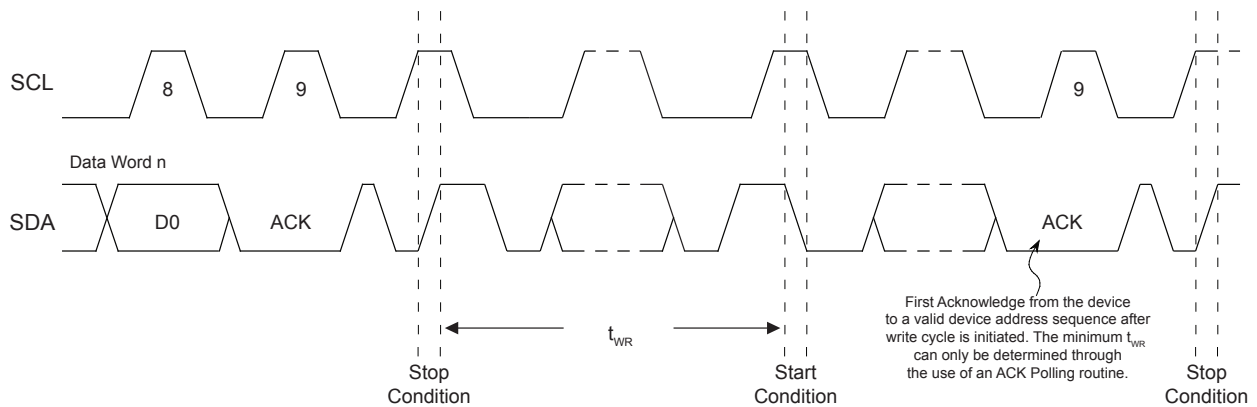 SCL
8
9
9
Data Word n
SDA
D0
ACK
ACK
First Acknowledge from the device
to a valid device address sequence after
write cycle is initiated. The minimum tWR
can only be determined through
the use of an ACK Polling routine.
tWR
Stop
Condition
Start
Condition
Stop
Condition